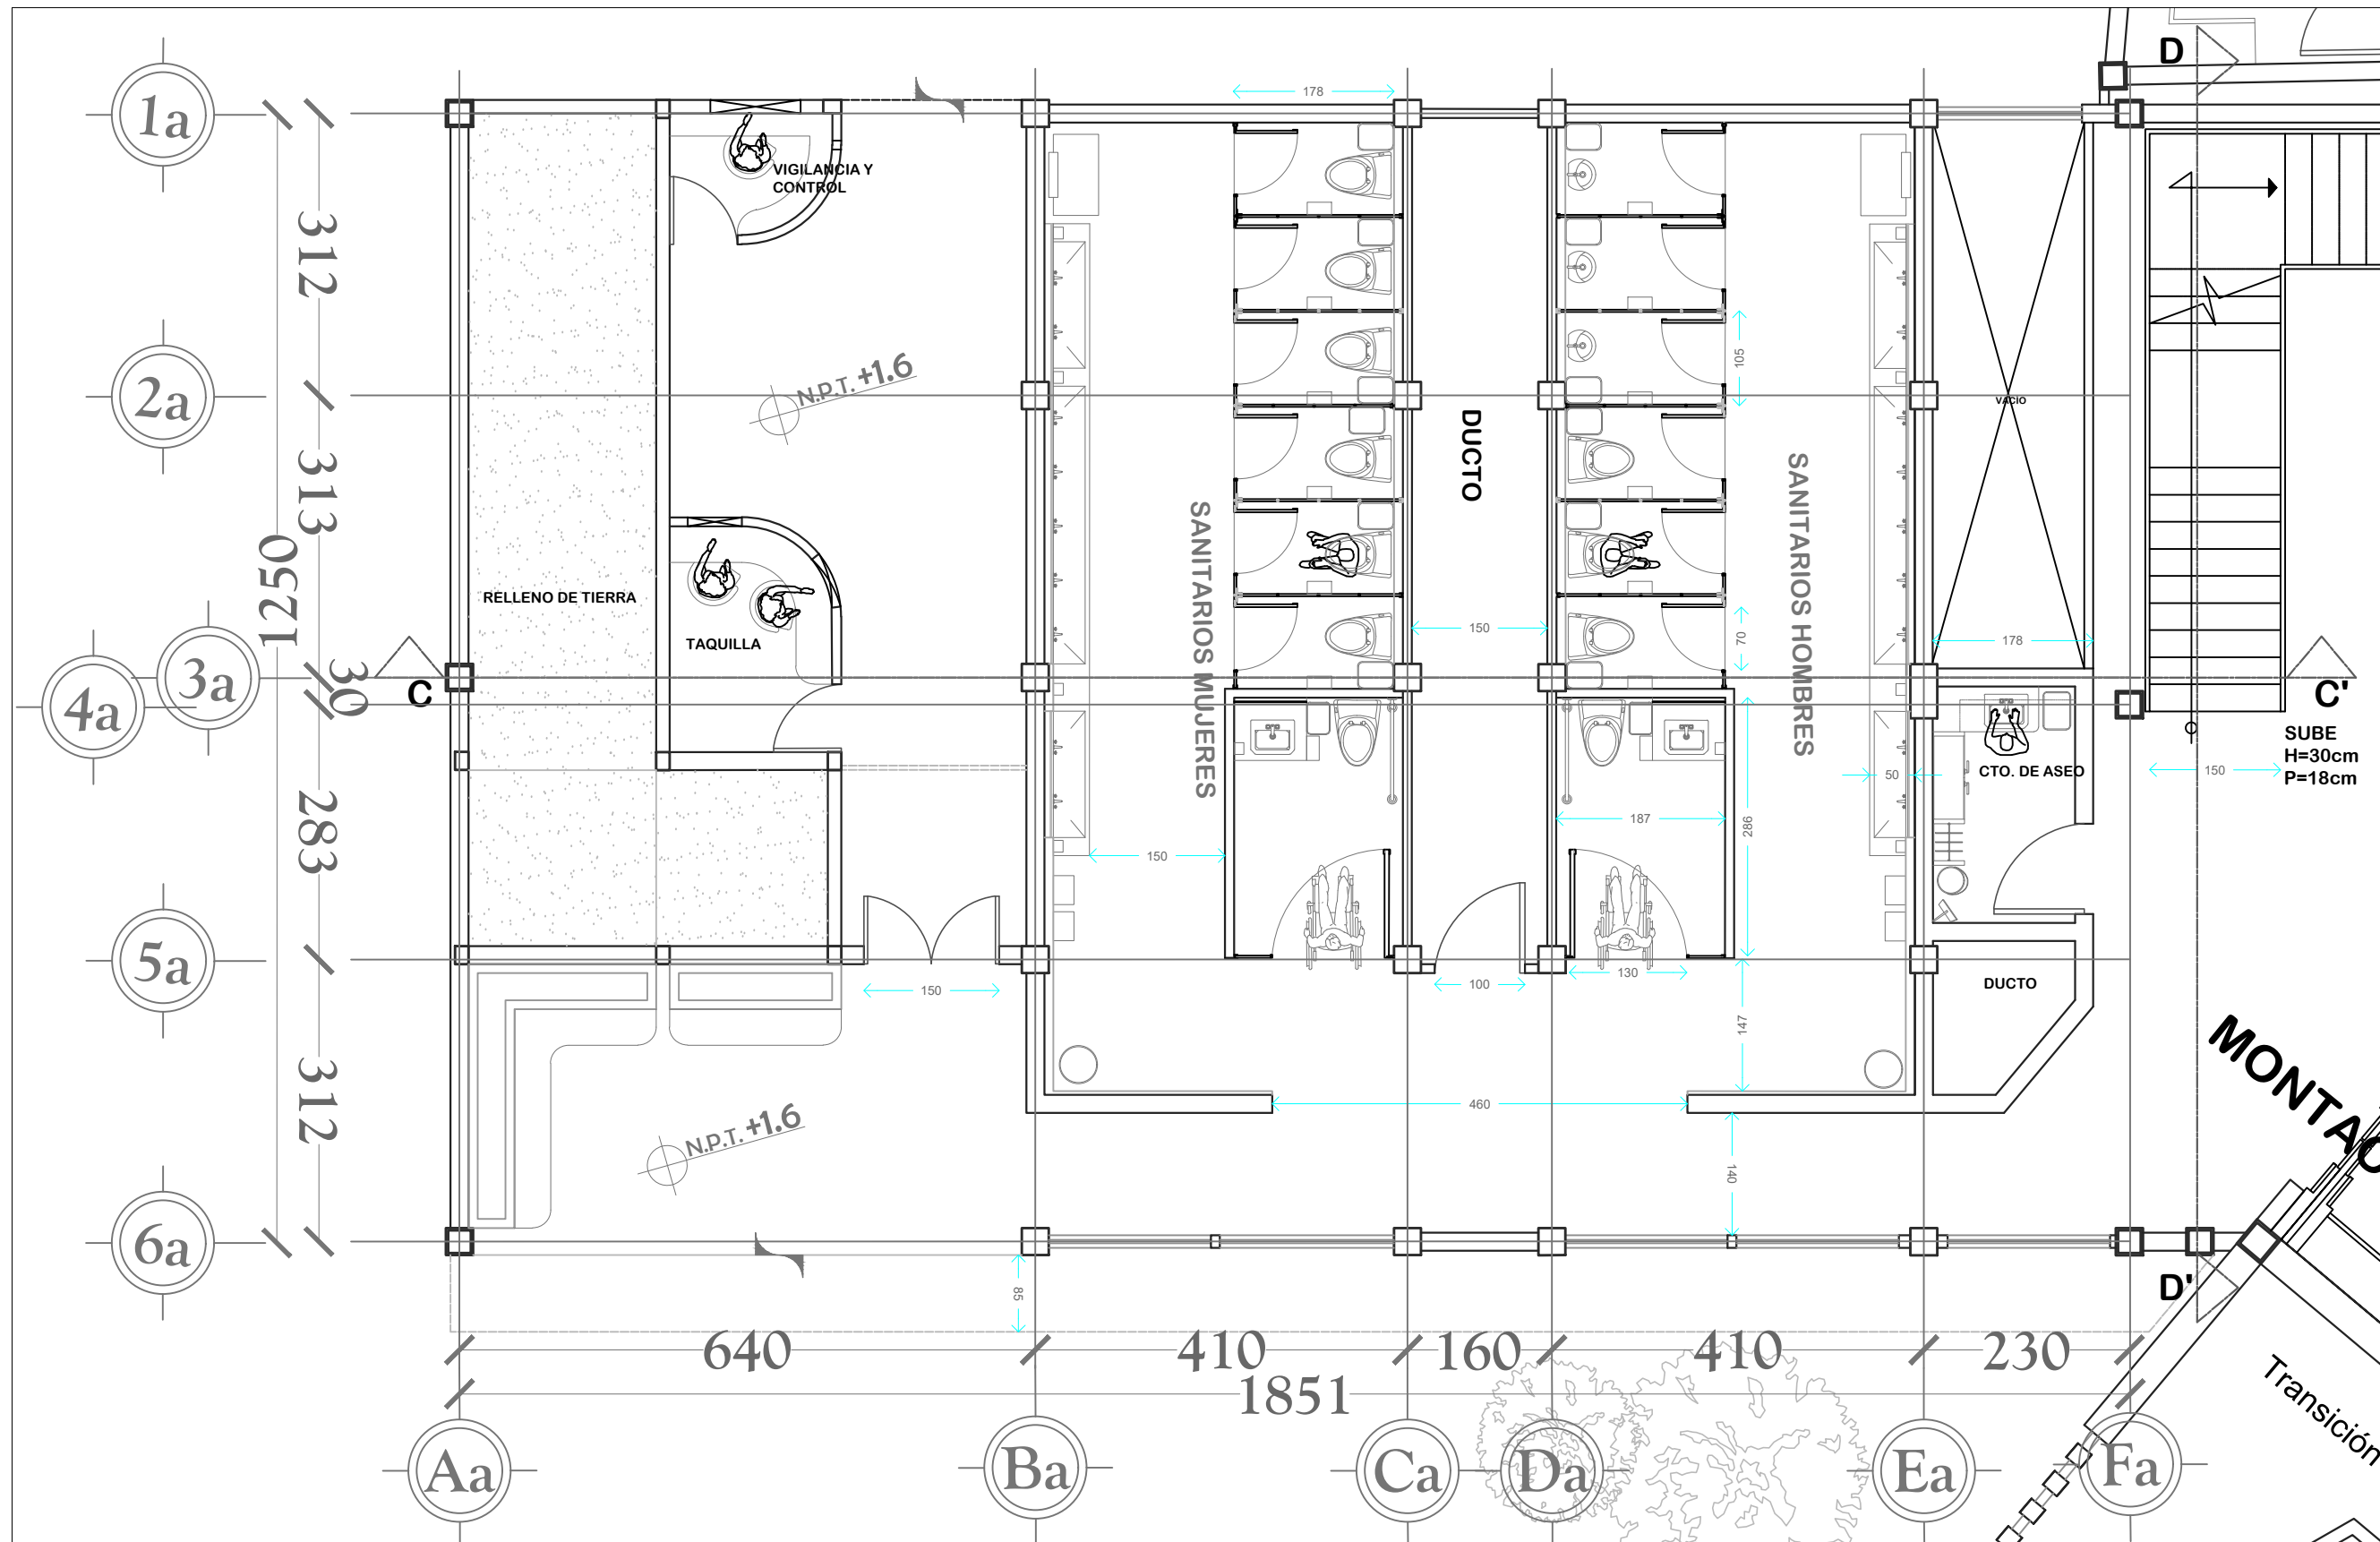 D
1a
178
VIGILANCIA Y
CONTROL
312
105
2a
N.P.T. +1.6
VACIO
DUCTO
313
SANITARIOS MUJERES
SANITARIOS HOMBRES
1250
RELLENO DE TIERRA
TAQUILLA
150
70
178
3a
4a
30
C
C'
SUBE
H=30cm
P=18cm
150
50
CTO. DE ASEO
187
286
283
150
5a
150
100
130
DUCTO
147
312
460
N.P.T. +1.6
140
MONTAC
6a
85
D'
640
410
160
410
230
1851
Transición
Aa
Ba
Ca
Da
Ea
Fa